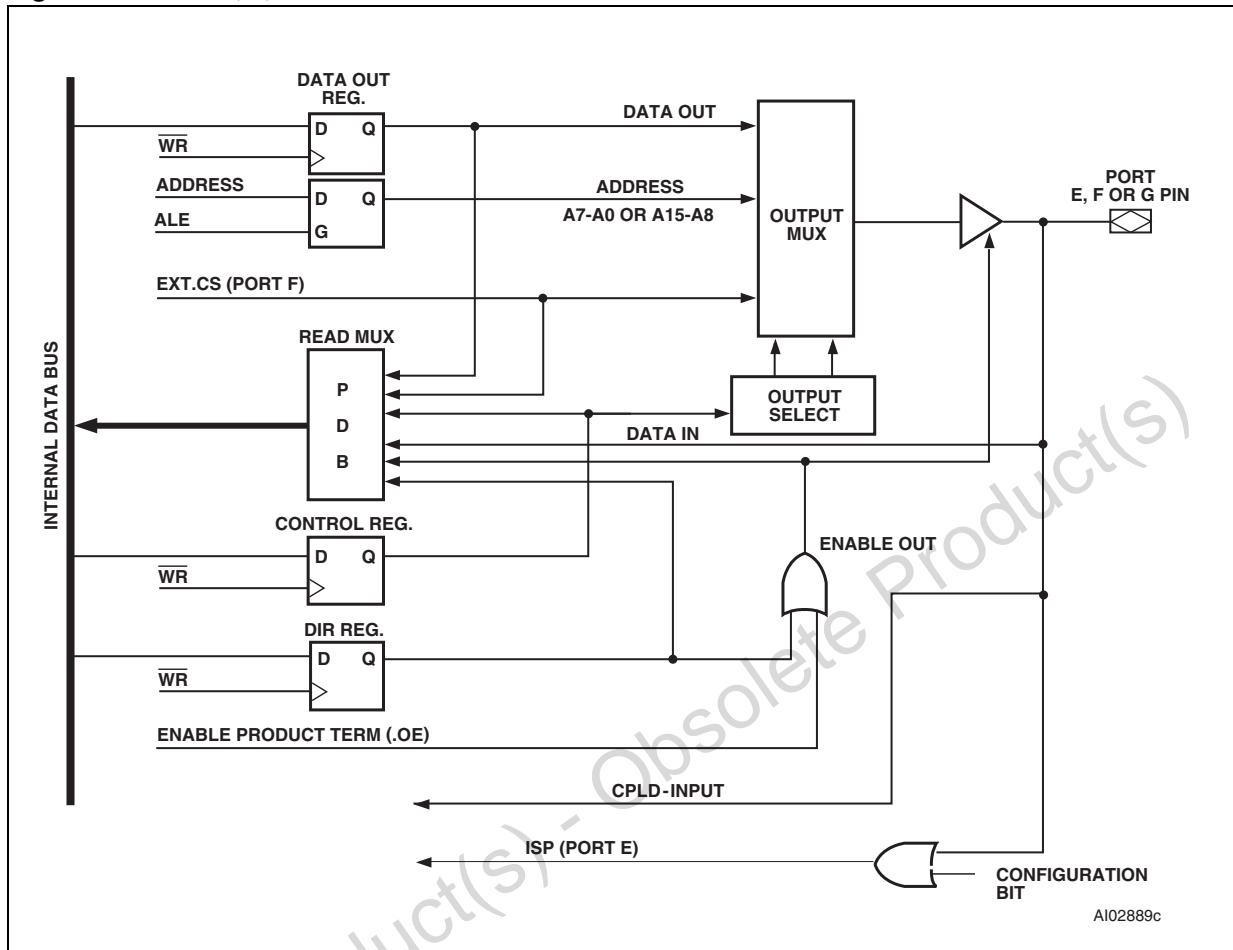 DATA OUT
REG.
D Q
WR
DATA OUT
ADDRESS
ALE
D Q
G
ADDRESS
A7-A0 OR A15-A8
OUTPUT
MUX
PORT
E, F OR G PIN
EXT.CS (PORT F)
READ MUX
P
D
B
OUTPUT
SELECT
DATA IN
INTERNAL DATA BUS
CONTROL REG.
D Q
WR
ENABLE OUT
DIR REG.
D Q
WR
ENABLE PRODUCT TERM (.OE)
CPLD-INPUT
ISP (PORT E)
CONFIGURATION
BIT
AI02889c
uct(s) - Obsolete Product(s)